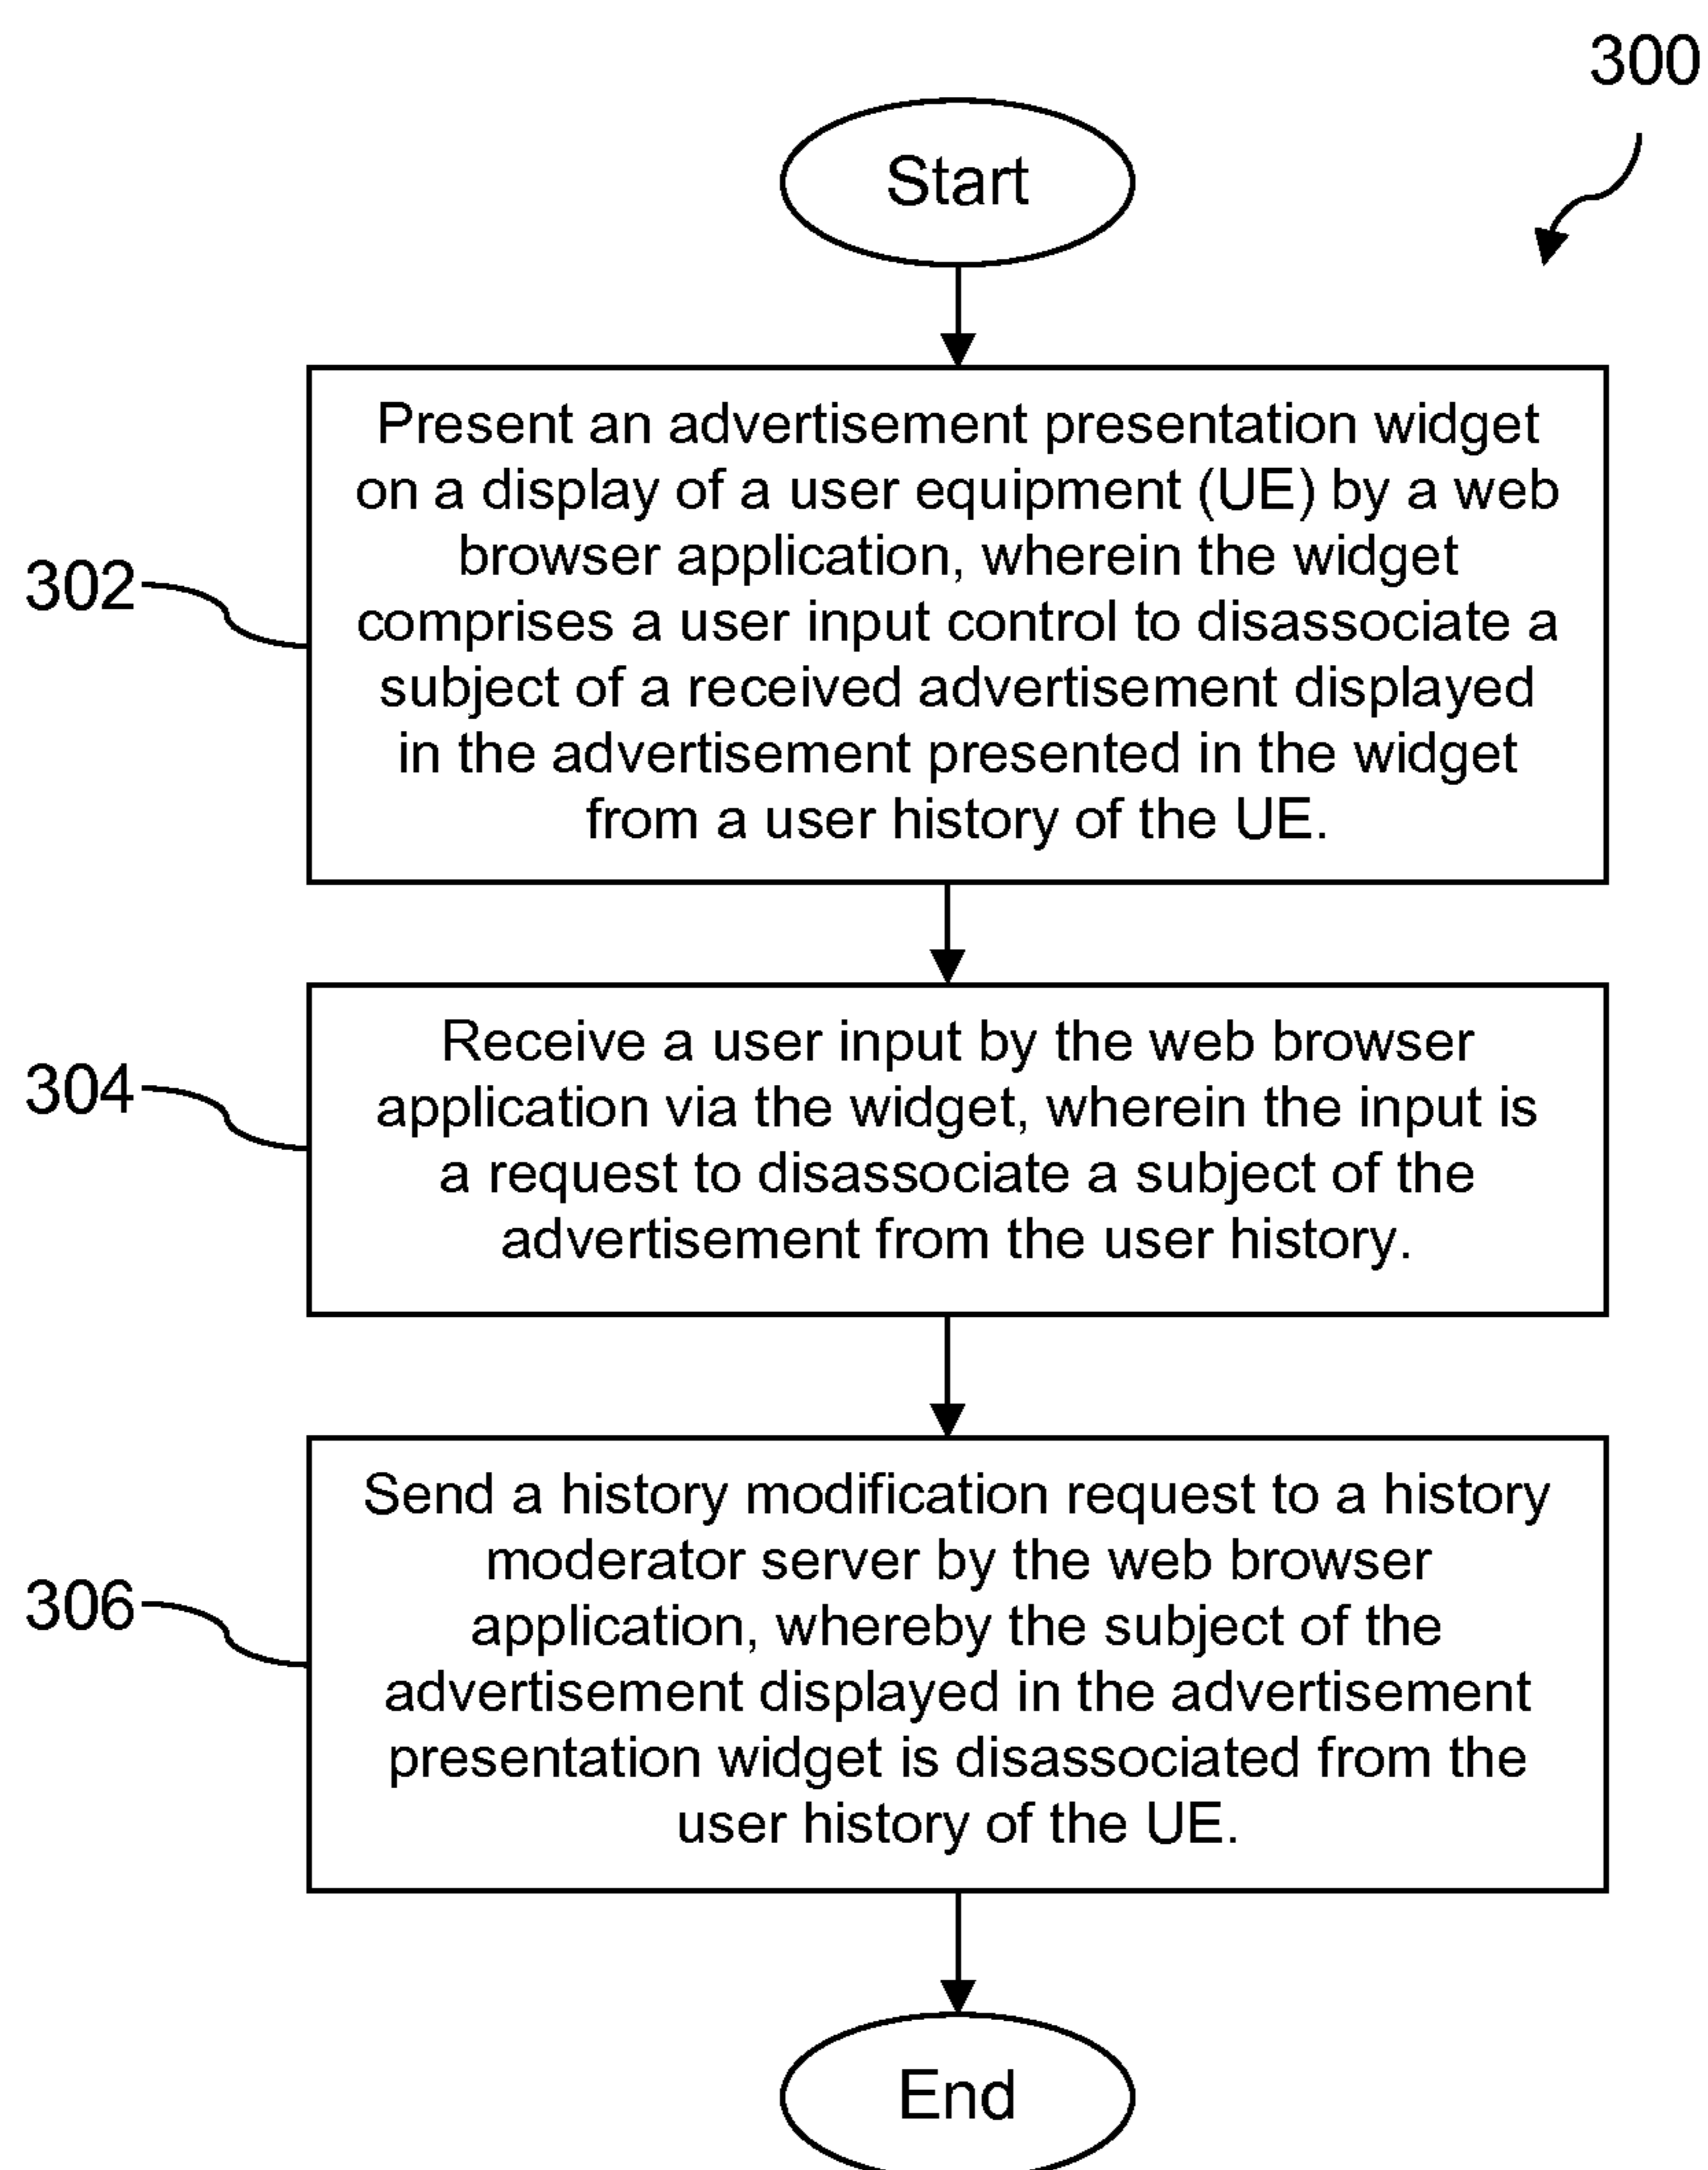 300
Start
302
Present an advertisement presentation widget
on a display of a user equipment (UE) by a web
browser application, wherein the widget
comprises a user input control to disassociate a
subject of a received advertisement displayed
in the advertisement presented in the widget
from a user history of the UE.
304
Receive a user input by the web browser
application via the widget, wherein the input is
a request to disassociate a subject of the
advertisement from the user history.
306
Send a history modification request to a history
moderator server by the web browser
application, whereby the subject of the
advertisement displayed in the advertisement
presentation widget is disassociated from the
user history of the UE.
End